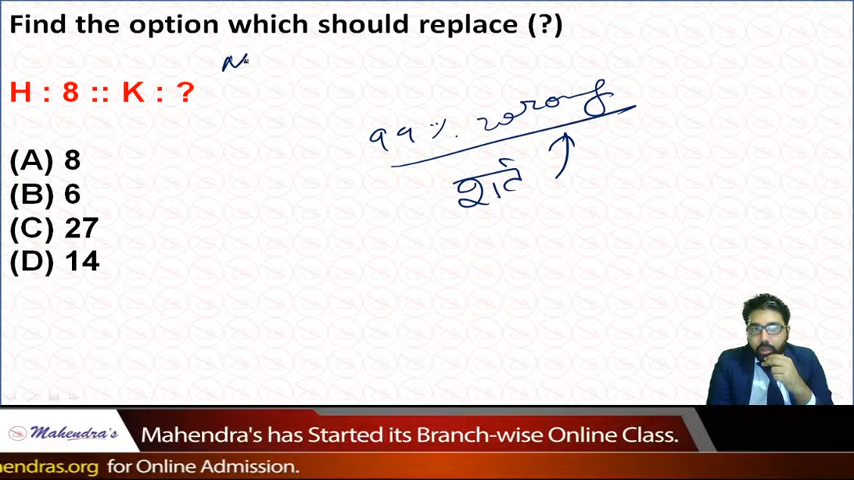 Find the option which should replace (?)
H : 8 :: K : ?
99%. wrong
शर्त
(A) 8
(B) 6
(C) 27
(D) 14
Mahendra's
Mahendra's has Started its Branch-wise Online Class.
hendras.org for Online Admission.